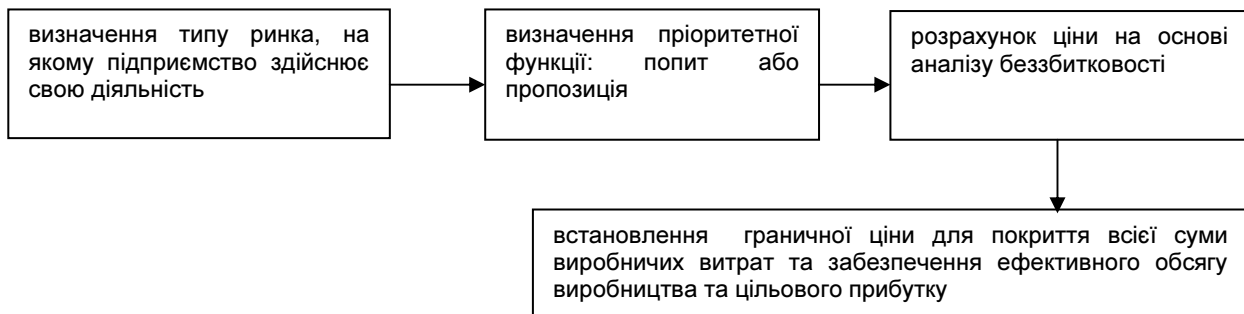 визначення типу ринка, на
якому підприємство здійснює
свою діяльність
визначення пріоритетної
функції: попит або
пропозиція
розрахунок ціни на основі
аналізу беззбитковості
встановлення граничної ціни для покриття всієї суми
виробничих витрат та забезпечення ефективного обсягу
виробництва та цільового прибутку